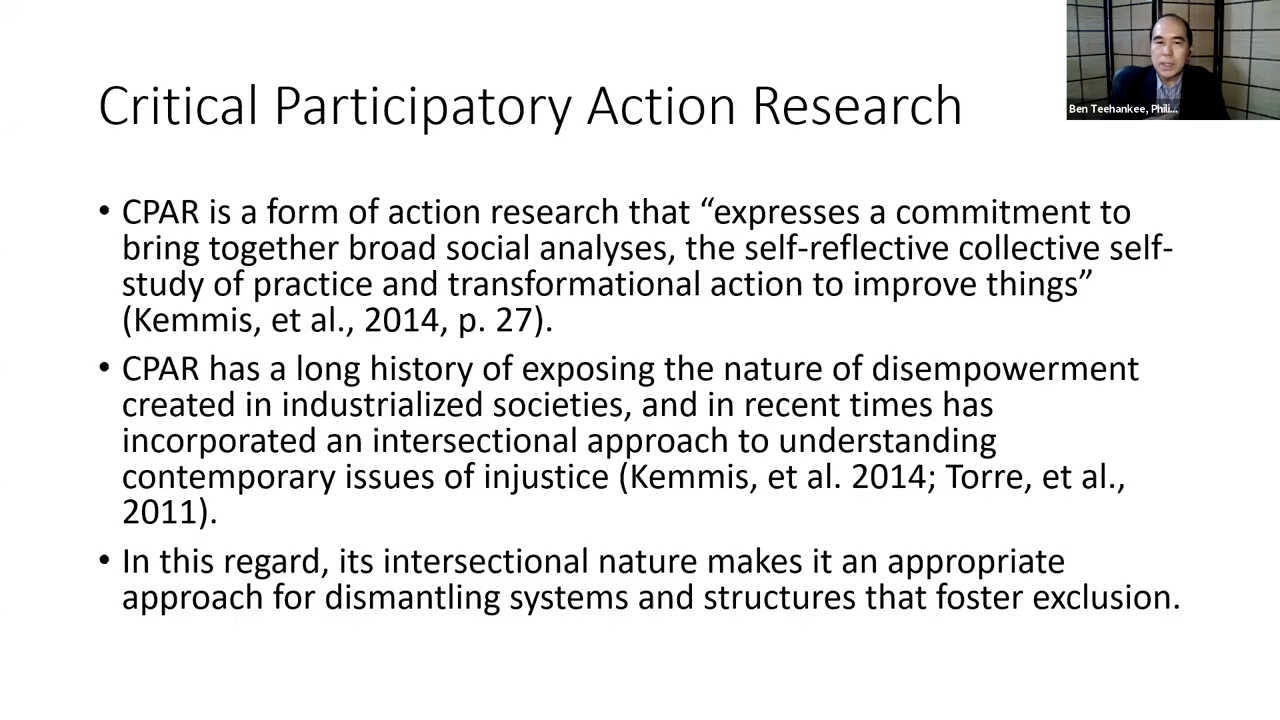 Critical Participatory Action Research
Ben Teehankee, Phili...
• CPAR is a form of action research that “expresses a commitment to
bring together broad social analyses, the self-reflective collective self-
study of practice and transformational action to improve things”
(Kemmis, et al., 2014, p. 27).
• CPAR has a long history of exposing the nature of disempowerment
created in industrialized societies, and in recent times has
incorporated an intersectional approach to understanding
contemporary issues of injustice (Kemmis, et al. 2014; Torre, et al.,
2011).
• In this regard, its intersectional nature makes it an appropriate
approach for dismantling systems and structures that foster exclusion.